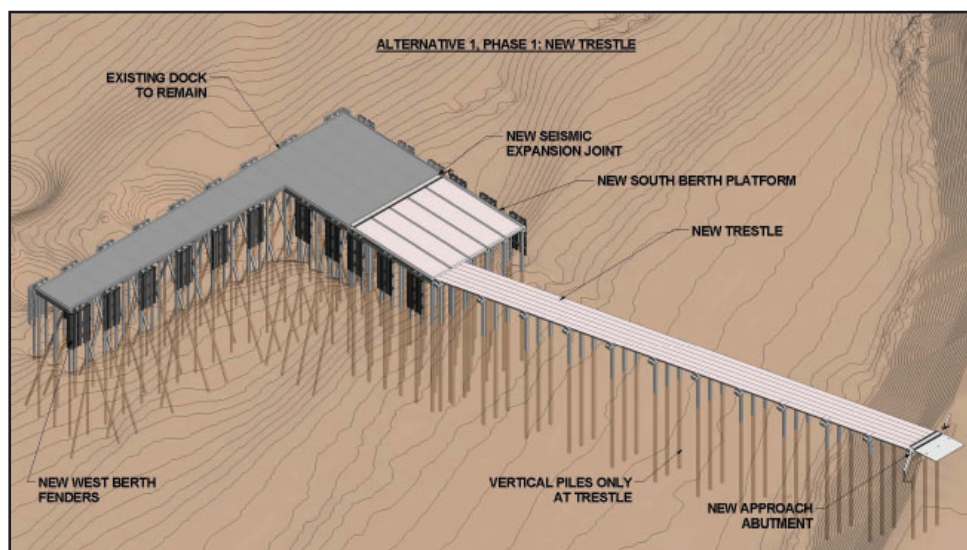 ALTERNATIVE 1, PHASE 1: NEW TRESTLE
EXISTING DOCK
TO REMAIN
NEW SEISMIC
EXPANSION JOINT
NEW SOUTH BERTH PLATFORM
NEW TRESTLE
NEW WEST BERTH
FENDERS
VERTICAL PILES ONLY
AT TRESTLE
NEW APPROACH
ABUTMENT